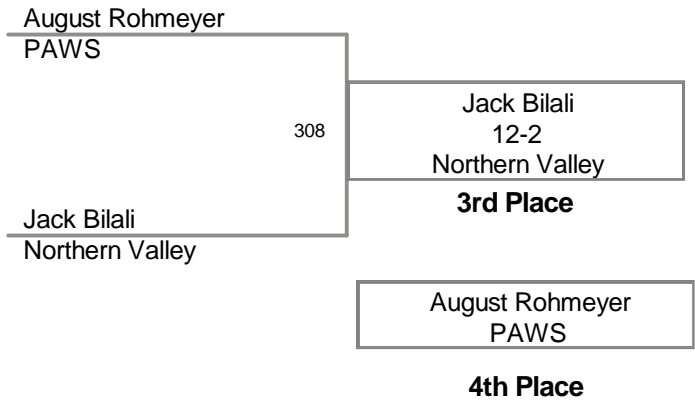 August Rohmeyer
PAWS
308
Jack Bilali
12-2
Northern Valley
3rd Place
Jack Bilali
Northern Valley
August Rohmeyer
PAWS
4th Place